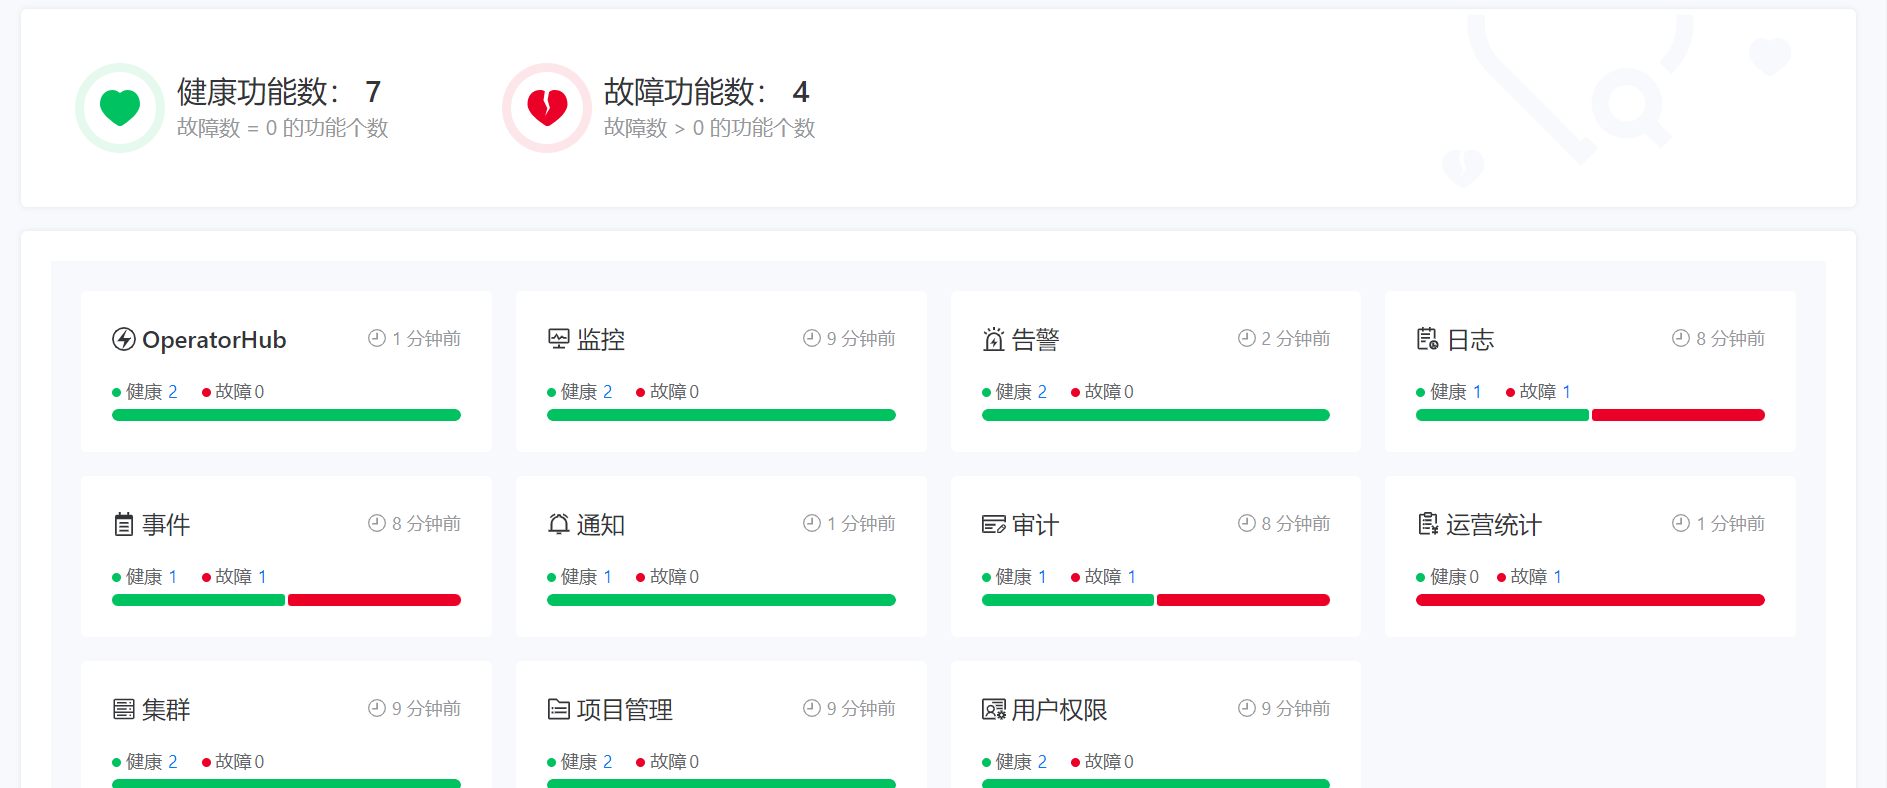 健康功能数： 7
故障数 = 0 的功能个数
故障功能数： 4
故障数 > 0 的功能个数
OperatorHub 1 分钟前
健康 2 故障 0
监控 9 分钟前
健康 2 故障 0
告警 2 分钟前
健康 2 故障 0
日志 8 分钟前
健康 1 故障 1
事件 8 分钟前
健康 1 故障 1
通知 1 分钟前
健康 1 故障 0
审计 8 分钟前
健康 1 故障 1
运营统计 1 分钟前
健康 0 故障 1
集群 9 分钟前
健康 2 故障 0
项目管理 9 分钟前
健康 2 故障 0
用户权限 9 分钟前
健康 2 故障 0